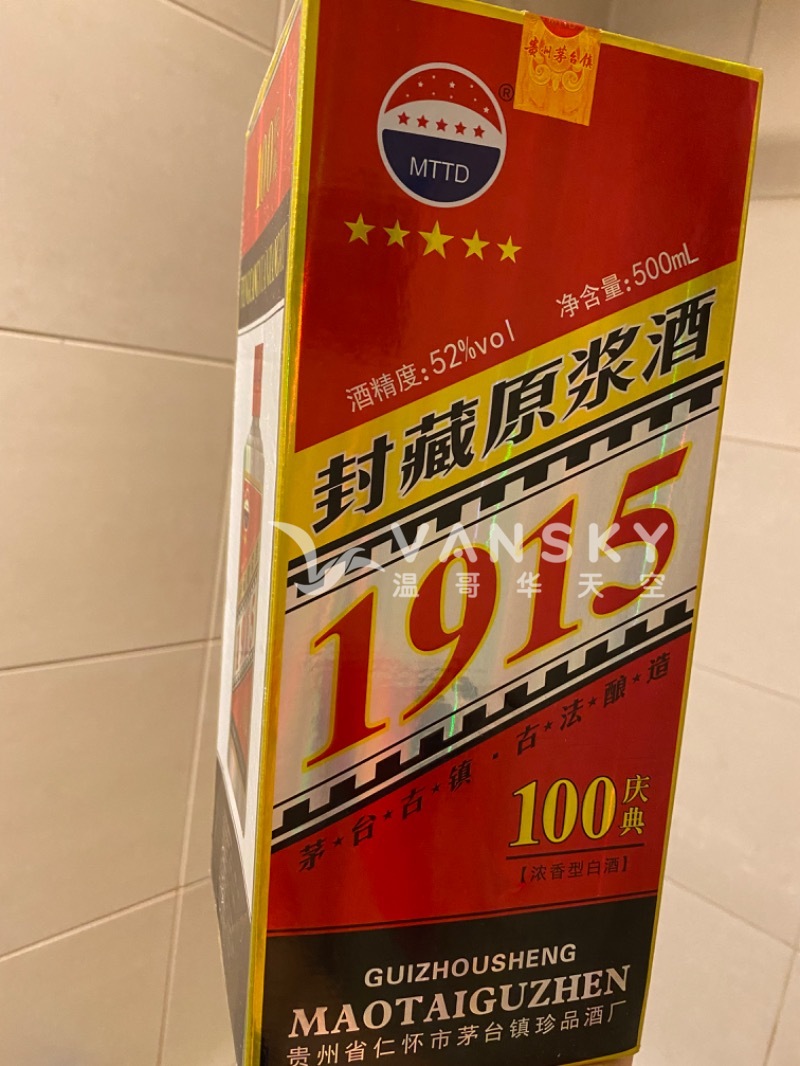 贵州茅台镇
®
MTTD
净含量:500mL
酒精度:52%vol
封藏原浆酒
1915
VANSKY
温哥华天空
茅★台★古★镇·古★法★酿★造
100庆典
【浓香型白酒】
GUIZHOUSHENG
MAOTAIGUZHEN
贵州省仁怀市茅台镇珍品酒厂
100